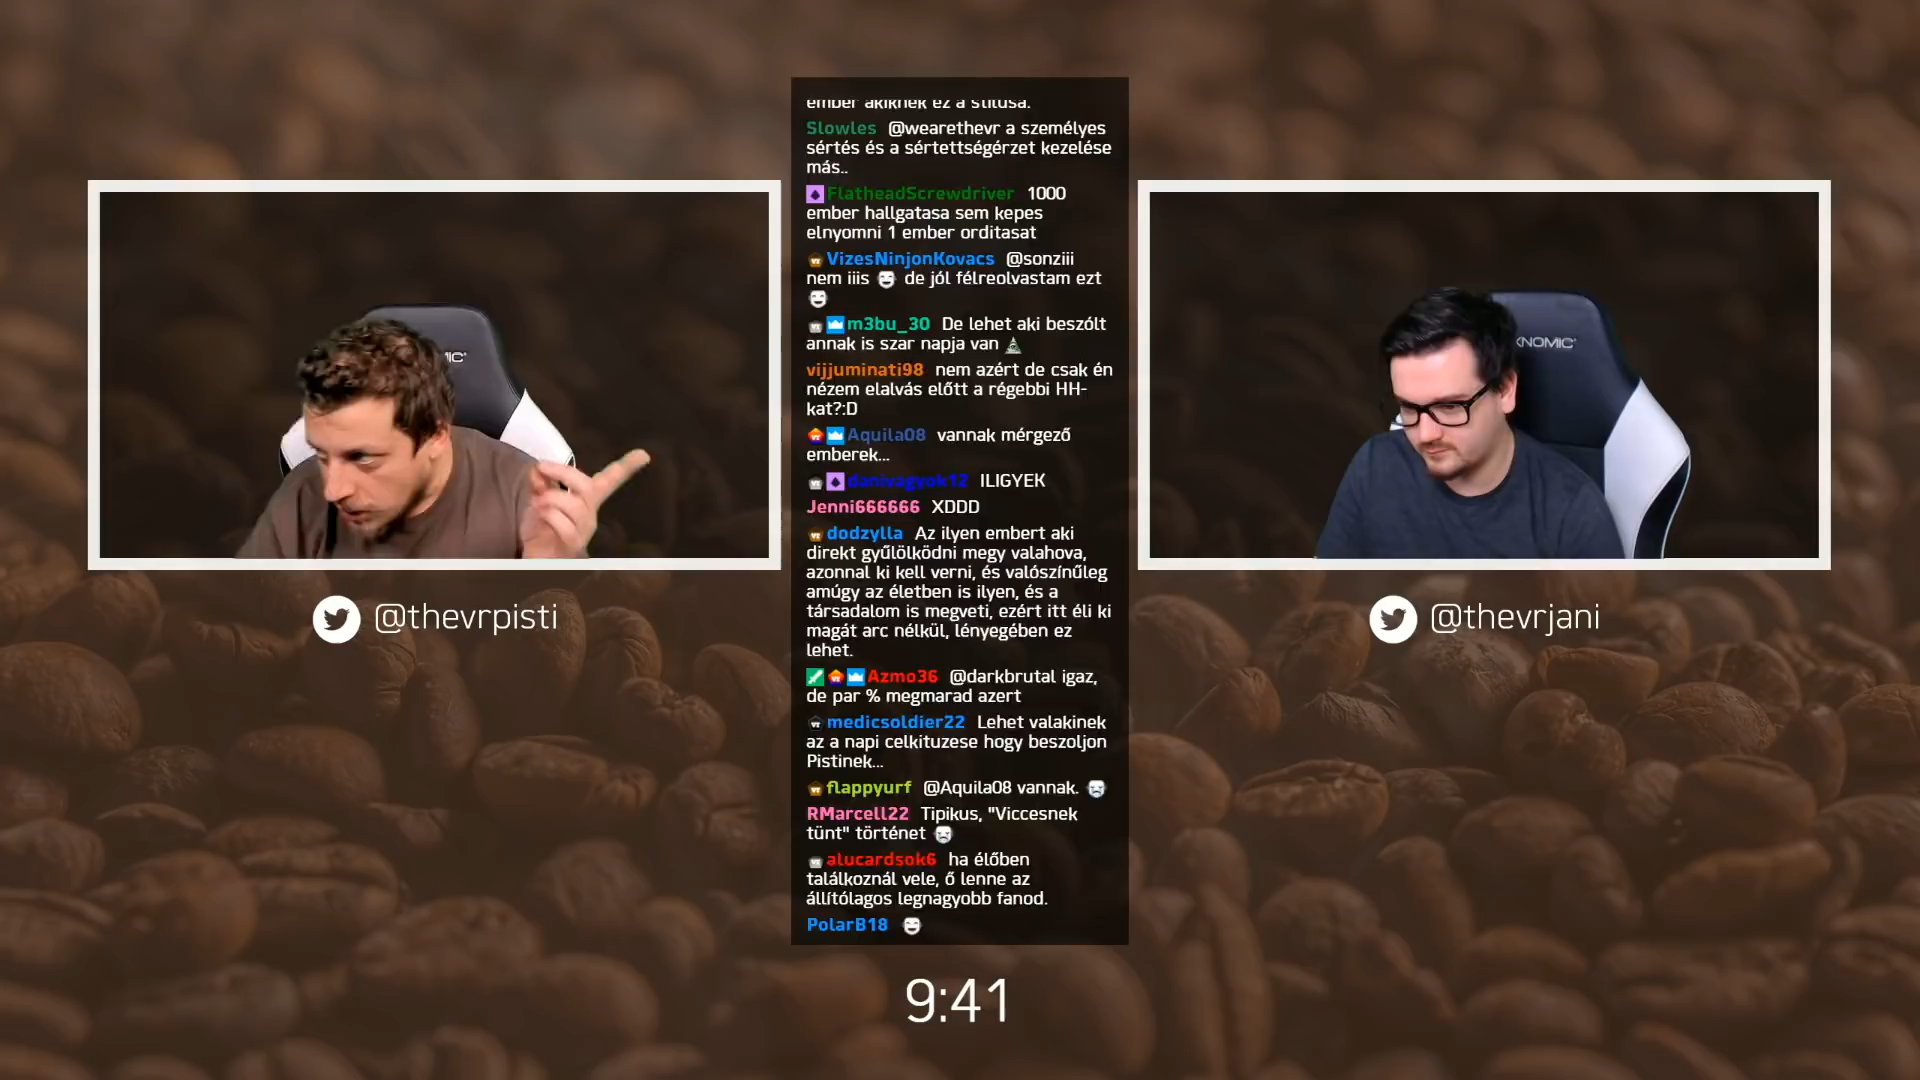 ember akiknek ez a stílusa.
Slowles @wearethevr a személyes
sértés és a sértettségérzet kezelése
más..
FlatheadScrewdriver 1000
ember hallgatasa sem kepes
elnyomni 1 ember orditasat
VizesNinjonKovacs @sonziii
nem iiis de jól félreolvastam ezt
m3bu_30 De lehet aki beszólt
annak is szar napja van
vijjuminati98 nem azért de csak én
nézem elalvás előtt a régebbi HH-
kat?:D
Aquila08 vannak mérgező
emberek...
danivagyok12 ILIGYEK
Jenni666666 XDDD
dodzylla Az ilyen embert aki
direkt gyűlölködni megy valahova,
azonnal ki kell verni, és valószínűleg
amúgy az életben is ilyen, és a
társadalom is megveti, ezért itt éli ki
magát arc nélkül, lényegében ez
lehet.
Azmo36 @darkbrutal igaz,
de par % megmarad azert
medicsoldier22 Lehet valakinek
az a napi celkituzese hogy beszoljon
Pistinek...
flappyurf @Aquila08 vannak.
RMarcell22 Tipikus, "Viccesnek
tünt" történet
alucardsok6 ha élőben
találkoznál vele, ő lenne az
állítólagos legnagyobb fanod.
PolarB18
@thevrpisti
KNOMIC
@thevrjani
9:41